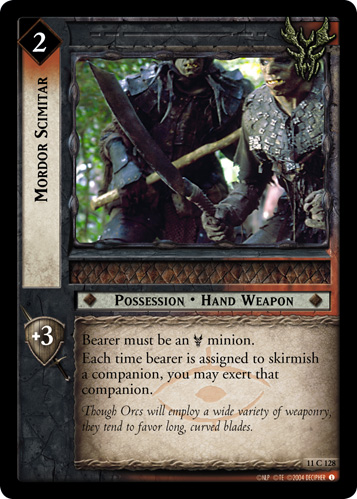 2
Mordor Scimitar
Possession • Hand Weapon
+3
Bearer must be an minion.
Each time bearer is assigned to skirmish
a companion, you may exert that
companion.
Though Orcs will employ a wide variety of weaponry,
they tend to favor long, curved blades.
11 C 128
©NLP ©TE ©2004 DECIPHER